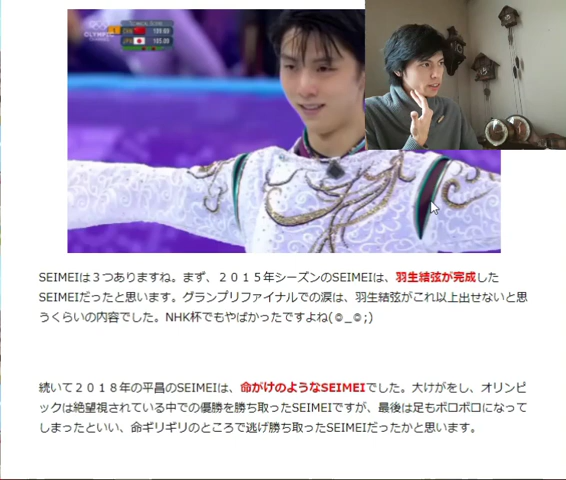 TECHNICAL SCORE
1 CHN 109.60
JPN 105.00
OLYMPIC
CHANNEL
SEIMEIは３つありますね。まず、２０１５年シーズンのSEIMEIは、羽生結弦が完成した
SEIMEIだったと思います。グランプリファイナルでの涙は、羽生結弦がこれ以上出せないと思
うくらいの内容でした。NHK杯でもやばかったですよね(☺_☺;)
続いて２０１８年の平昌のSEIMEIは、命がけのようなSEIMEIでした。大けがをし、オリンピ
ックは絶望視されている中での優勝を勝ち取ったSEIMEIですが、最後は足もボロボロになって
しまったといい、命ギリギリのところで逃げ勝ち取ったSEIMEIだったかと思います。